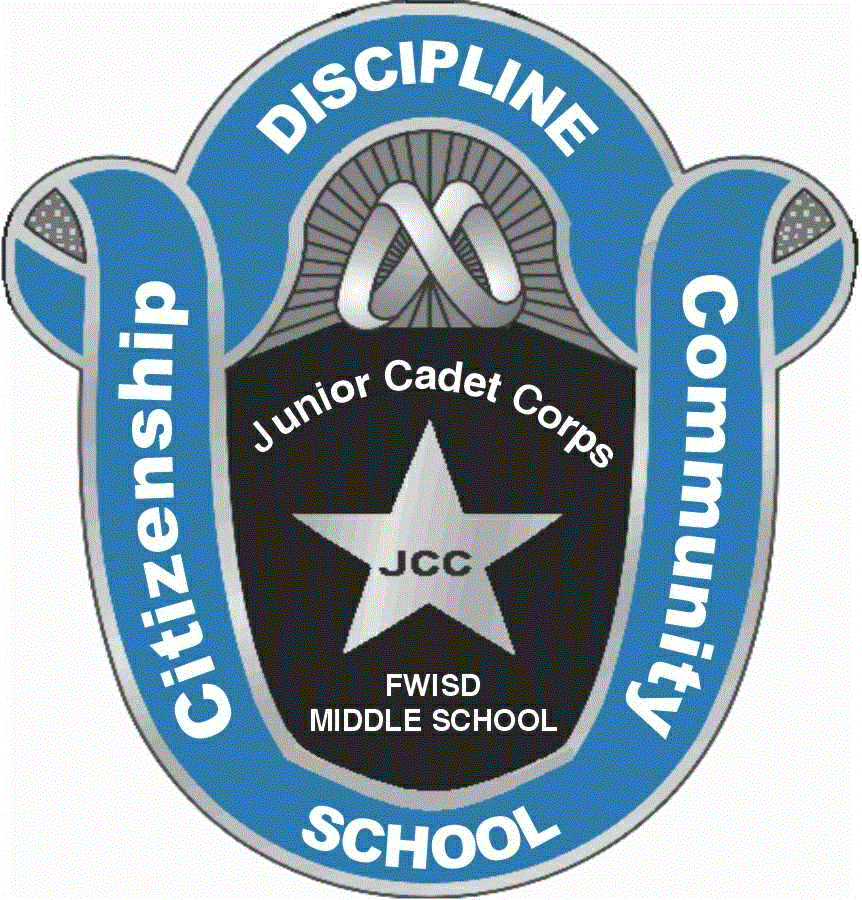 DISCIPLINE
Citizenship
Community
Junior Cadet Corps
JCC
FWISD
MIDDLE SCHOOL
SCHOOL